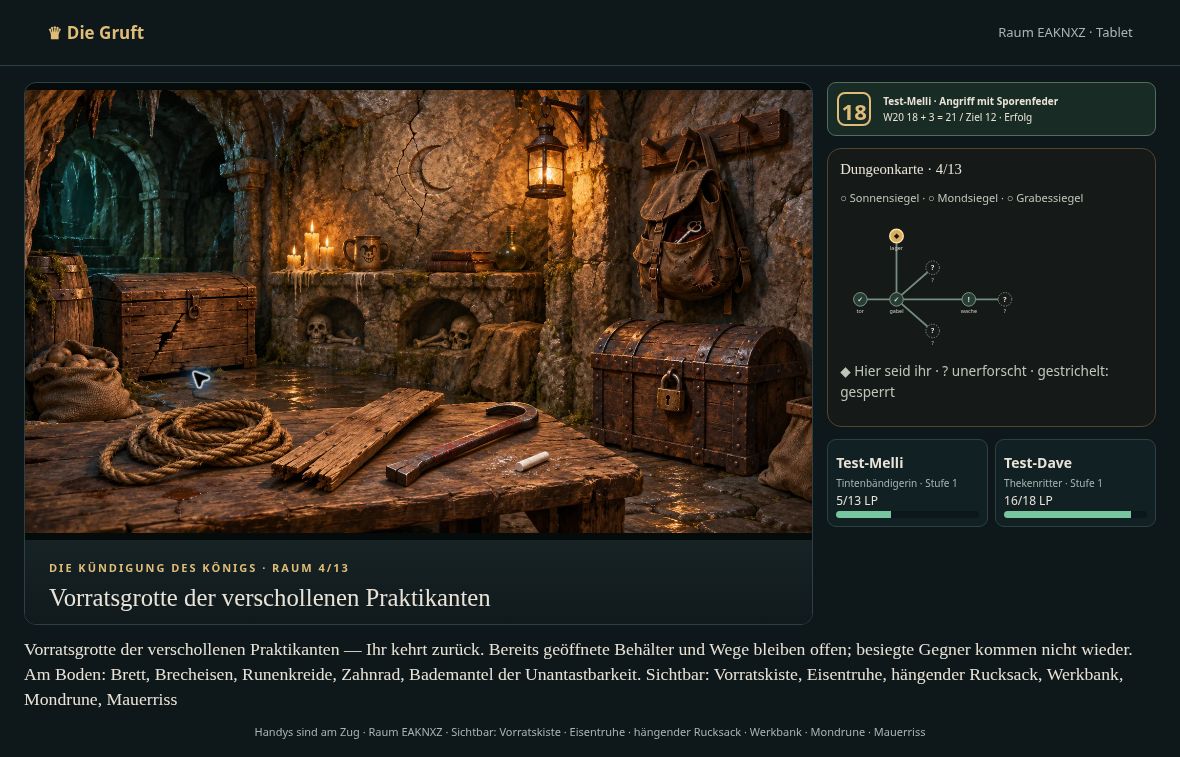 ♛ Die Gruft
Raum EAKNXZ · Tablet
18
Test-Melli · Angriff mit Sporenfeder
W20 18 + 3 = 21 / Ziel 12 · Erfolg
Dungeonkarte · 4/13
○ Sonnensiegel · ○ Mondsiegel · ○ Grabessiegel
◆
lager
?
?
✓
✓
!
?
tor
gabel
wache
?
?
?
◆ Hier seid ihr · ? unerforscht · gestrichelt:
gesperrt
Test-Melli
Tintenbändigerin · Stufe 1
5/13 LP
Test-Dave
Thekenritter · Stufe 1
16/18 LP
DIE KÜNDIGUNG DES KÖNIGS · RAUM 4/13
Vorratsgrotte der verschollenen Praktikanten
Vorratsgrotte der verschollenen Praktikanten — Ihr kehrt zurück. Bereits geöffnete Behälter und Wege bleiben offen; besiegte Gegner kommen nicht wieder.
Am Boden: Brett, Brecheisen, Runenkreide, Zahnrad, Bademantel der Unantastbarkeit. Sichtbar: Vorratskiste, Eisentruhe, hängender Rucksack, Werkbank,
Mondrune, Mauerriss
Handys sind am Zug · Raum EAKNXZ · Sichtbar: Vorratskiste · Eisentruhe · hängender Rucksack · Werkbank · Mondrune · Mauerriss